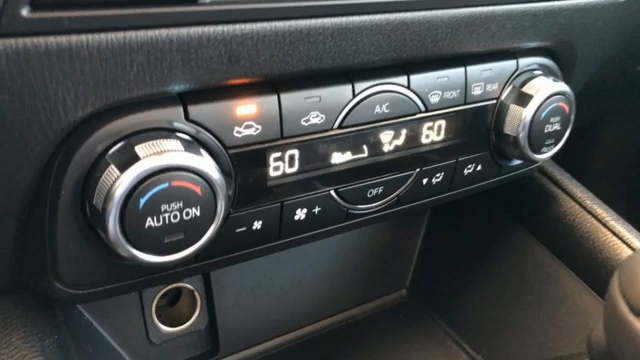 A/C
FRONT
REAR
60
60
PUSH
AUTO ON
PUSH
DUAL
OFF